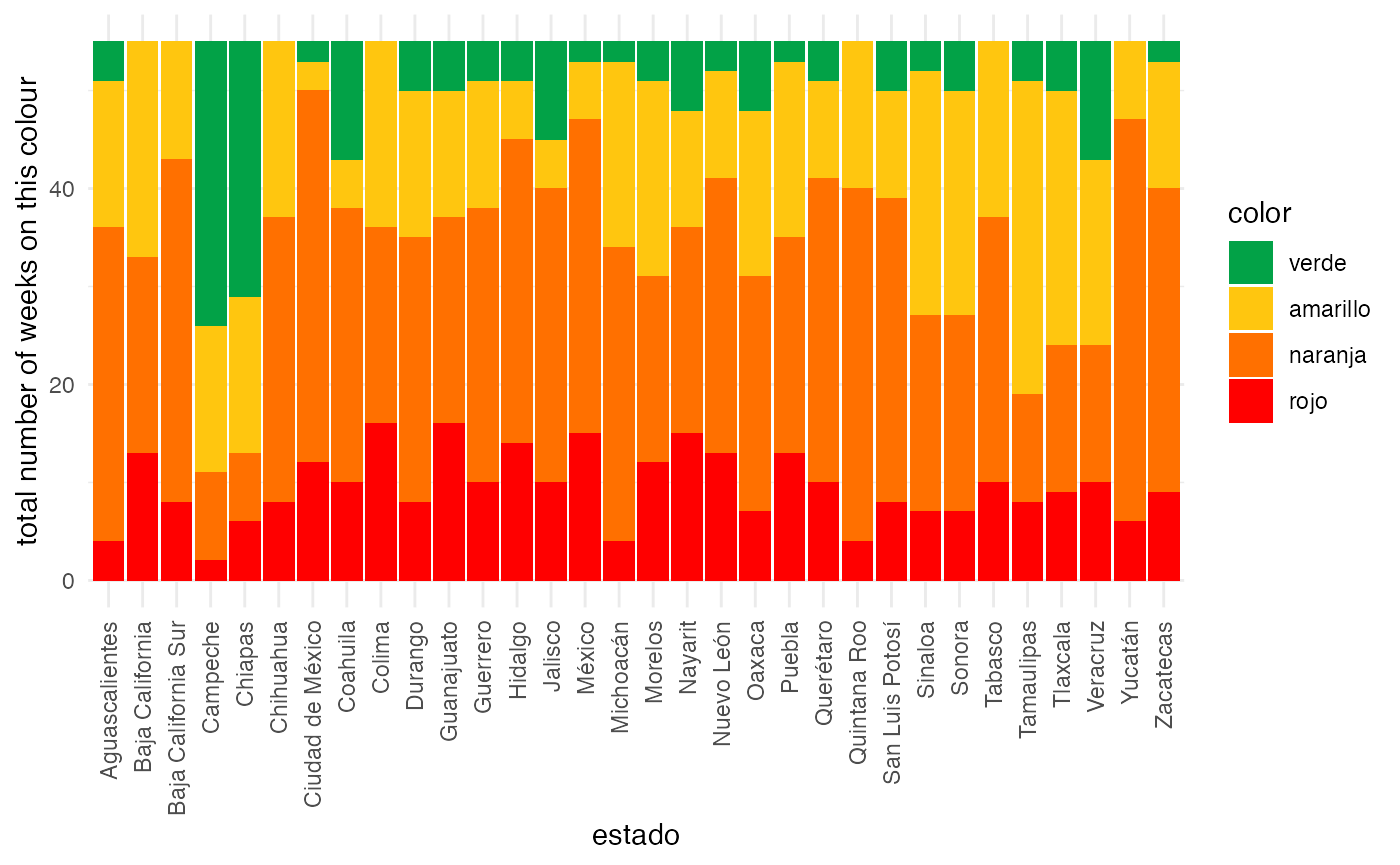 total number of weeks on this colour
40
20
0
Aguascalientes
Baja California
Baja California Sur
Campeche
Chiapas
Chihuahua
Ciudad de México
Coahuila
Colima
Durango
Guanajuato
Guerrero
Hidalgo
Jalisco
México
Michoacán
Morelos
Nayarit
Nuevo León
Oaxaca
Puebla
Querétaro
Quintana Roo
San Luis Potosí
Sinaloa
Sonora
Tabasco
Tamaulipas
Tlaxcala
Veracruz
Yucatán
Zacatecas
estado
color
verde
amarillo
naranja
rojo